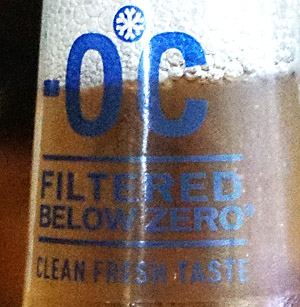 -0°C
FILTERED
BELOW ZERO°
CLEAN FRESH TASTE